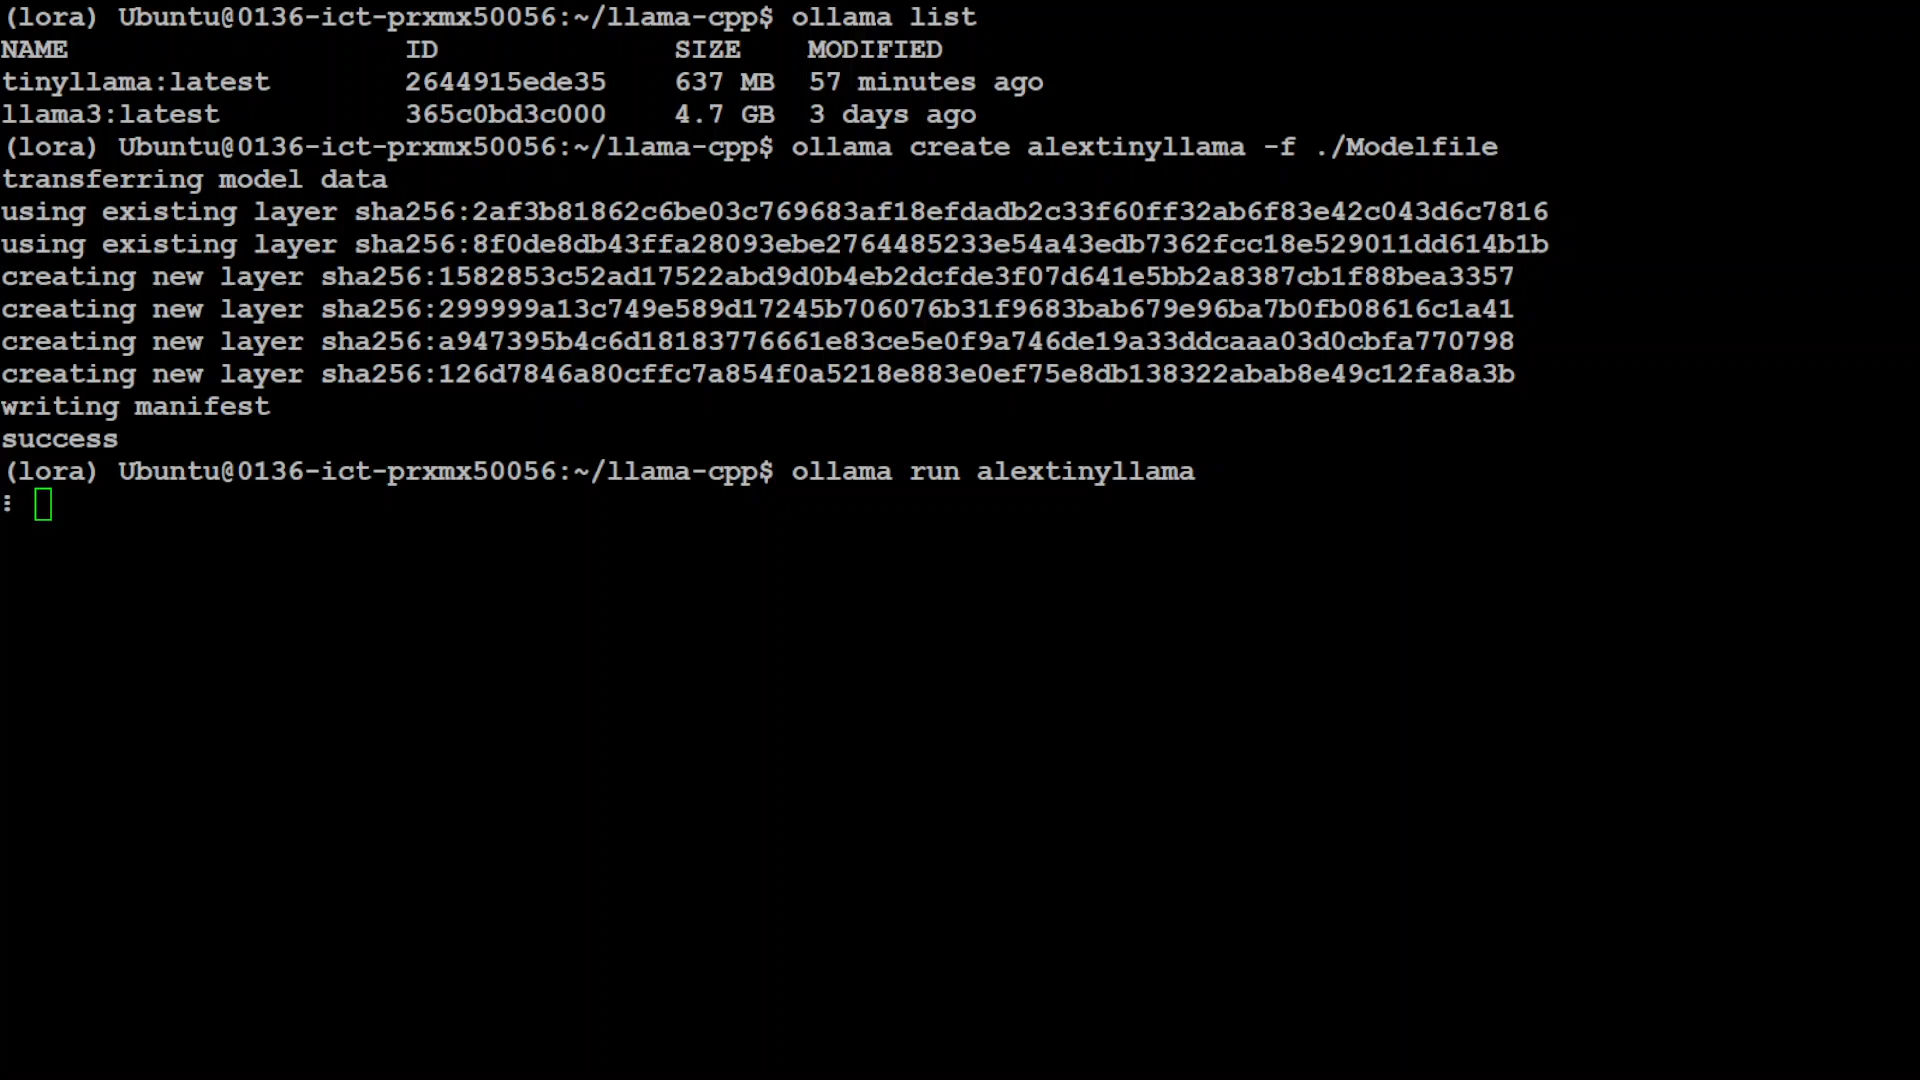 (lora) Ubuntu@0136-ict-prxmx50056:~/llama-cpp$ ollama list
NAME ID SIZE MODIFIED
tinyllama:latest 2644915ede35 637 MB 57 minutes ago
llama3:latest 365c0bd3c000 4.7 GB 3 days ago
(lora) Ubuntu@0136-ict-prxmx50056:~/llama-cpp$ ollama create alextinyllama -f ./Modelfile
transferring model data
using existing layer sha256:2af3b81862c6be03c769683af18efdadb2c33f60ff32ab6f83e42c043d6c7816
using existing layer sha256:8f0de8db43ffa28093ebe2764485233e54a43edb7362fcc18e529011dd614b1b
creating new layer sha256:1582853c52ad17522abd9d0b4eb2dcfde3f07d641e5bb2a8387cb1f88bea3357
creating new layer sha256:299999a13c749e589d17245b706076b31f9683bab679e96ba7b0fb08616c1a41
creating new layer sha256:a947395b4c6d18183776661e83ce5e0f9a746de19a33ddcaaa03d0cbfa770798
creating new layer sha256:126d7846a80cffc7a854f0a5218e883e0ef75e8db138322abab8e49c12fa8a3b
writing manifest
success
(lora) Ubuntu@0136-ict-prxmx50056:~/llama-cpp$ ollama run alextinyllama